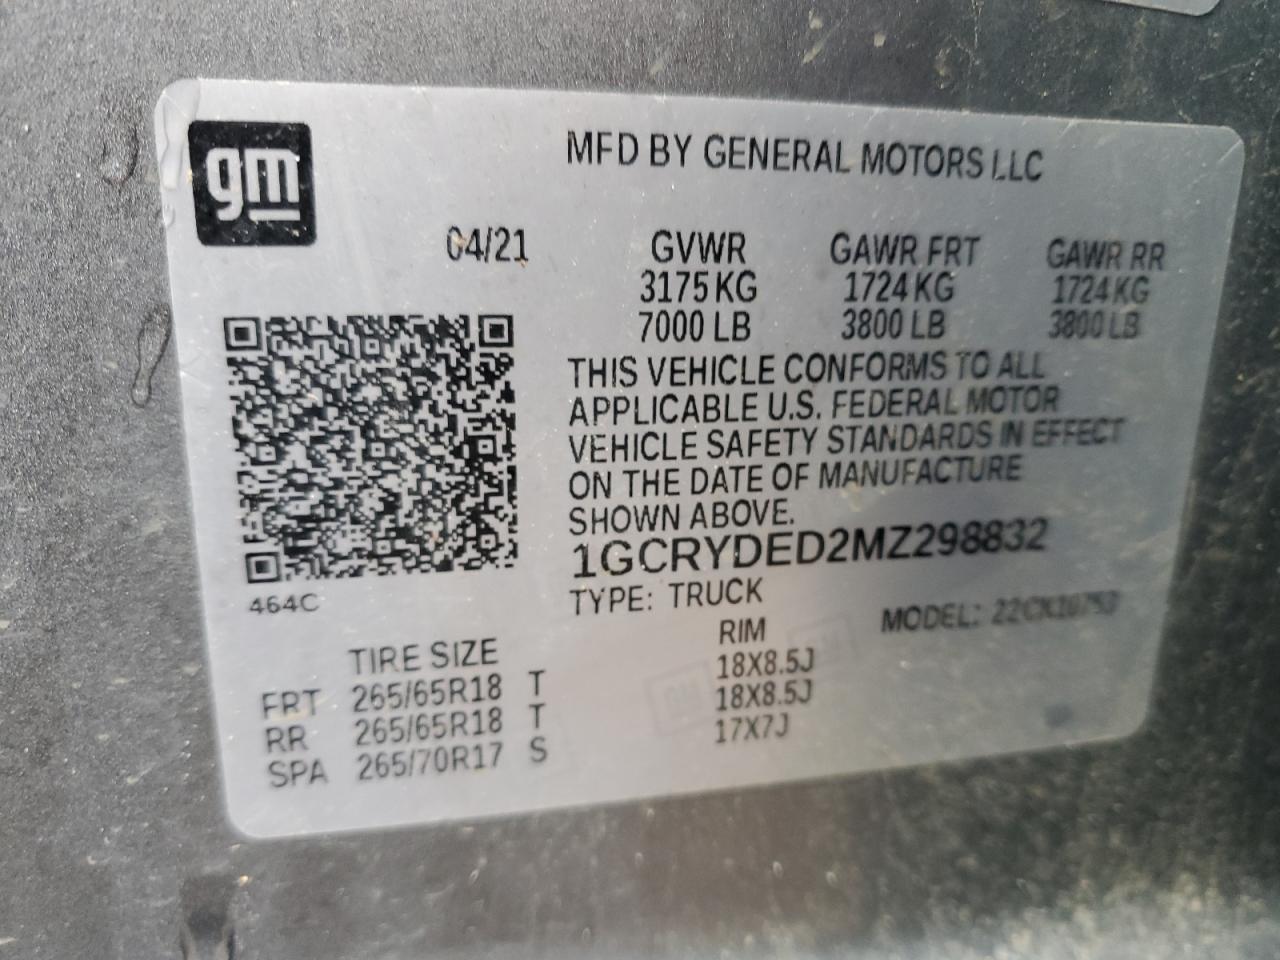 gm
MFD BY GENERAL MOTORS LLC
04/21 GVWR GAWR FRT GAWR RR
3175 KG 1724 KG 1724 KG
7000 LB 3800 LB 3800 LB
THIS VEHICLE CONFORMS TO ALL
APPLICABLE U.S. FEDERAL MOTOR
VEHICLE SAFETY STANDARDS IN EFFECT
ON THE DATE OF MANUFACTURE
SHOWN ABOVE.
1GCRYDED2MZ298832
464C
TYPE: TRUCK MODEL:
TIRE SIZE RIM
FRT 265/65R18 T 18X8.5J
RR 265/65R18 T 18X8.5J
SPA 265/70R17 S 17X7J